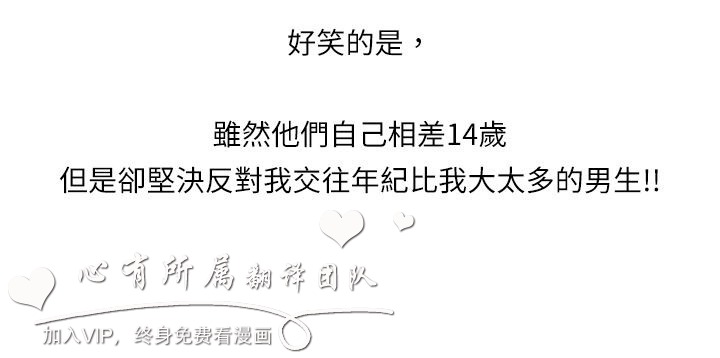 好笑的是，
雖然他們自己相差14歲
但是卻堅決反對我交往年紀比我大太多的男生!!
心有所属翻译团队
加入VIP，终身免费看漫画